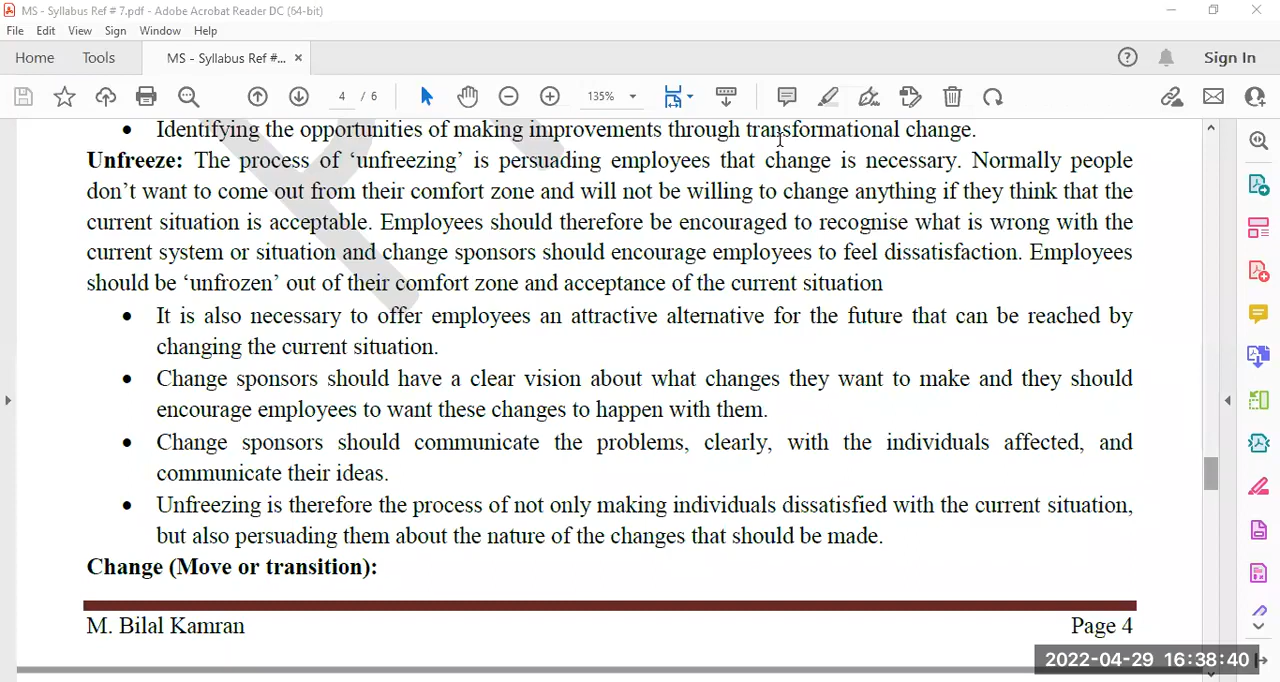 MS - Syllabus Ref # 7.pdf - Adobe Acrobat Reader DC (64-bit)
File Edit View Sign Window Help
Home Tools MS - Syllabus Ref #... × Sign In
4 / 6 135%
• Identifying the opportunities of making improvements through transformational change.
Unfreeze: The process of ‘unfreezing’ is persuading employees that change is necessary. Normally people
don’t want to come out from their comfort zone and will not be willing to change anything if they think that the
current situation is acceptable. Employees should therefore be encouraged to recognise what is wrong with the
current system or situation and change sponsors should encourage employees to feel dissatisfaction. Employees
should be ‘unfrozen’ out of their comfort zone and acceptance of the current situation
• It is also necessary to offer employees an attractive alternative for the future that can be reached by
changing the current situation.
• Change sponsors should have a clear vision about what changes they want to make and they should
encourage employees to want these changes to happen with them.
• Change sponsors should communicate the problems, clearly, with the individuals affected, and
communicate their ideas.
• Unfreezing is therefore the process of not only making individuals dissatisfied with the current situation,
but also persuading them about the nature of the changes that should be made.
Change (Move or transition):
M. Bilal Kamran Page 4
2022-04-29 16:38:40